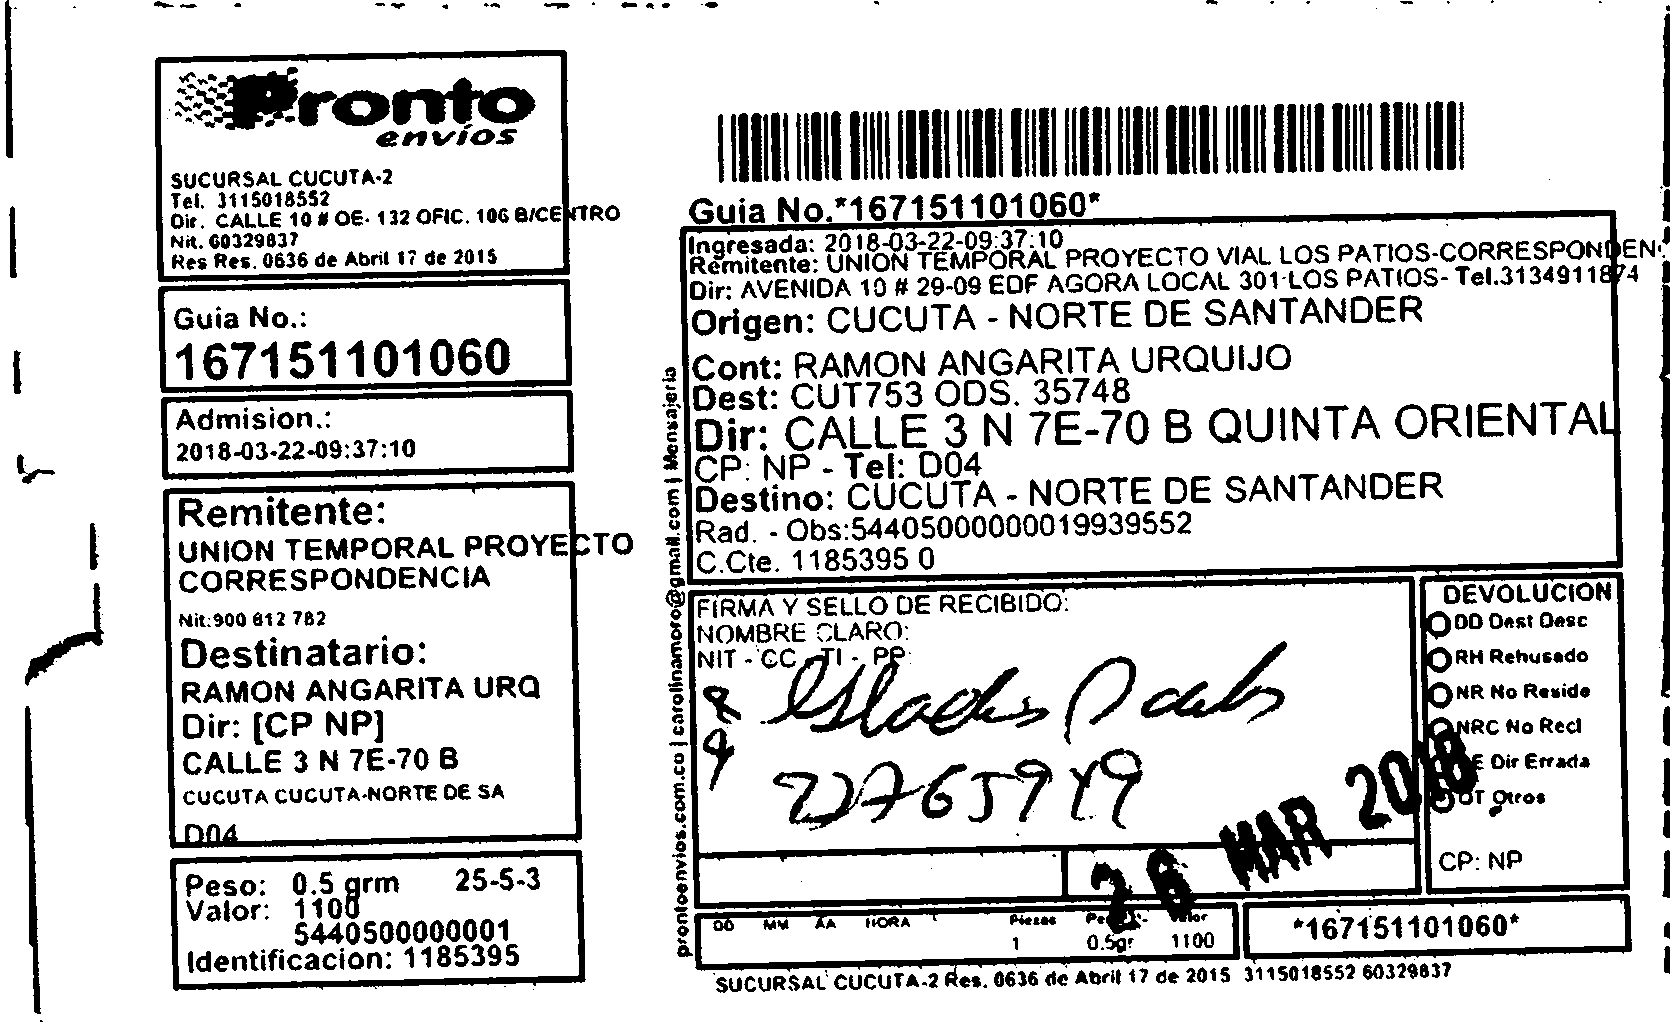 Pronto
envíos
SUCURSAL CUCUTA-2
Tel. 3115018552
Dir. CALLE 10 # OE- 132 OFIC. 106 B/CENTRO
Nit. 60329837
Res Res. 0636 de Abril 17 de 2015
Guia No.:
167151101060
Admision.:
2018-03-22-09:37:10
Remitente:
UNION TEMPORAL PROYECTO
CORRESPONDENCIA
Nit:900 612 782
Destinatario:
RAMON ANGARITA URQ
Dir: [CP NP]
CALLE 3 N 7E-70 B
CUCUTA CUCUTA-NORTE DE SA
D04
Peso: 0.5 grm 25-5-3
Valor: 1100
5440500000001
Identificacion: 1185395
prontoenvios.com.co | carolinamoro@gmail.com | Mensajeria
Guia No.*167151101060*
Ingresada: 2018-03-22-09:37:10
Remitente: UNION TEMPORAL PROYECTO VIAL LOS PATIOS-CORRESPONDEN
Dir: AVENIDA 10 # 29-09 EDF AGORA LOCAL 301-LOS PATIOS- Tel.3134911874
Origen: CUCUTA - NORTE DE SANTANDER
Cont: RAMON ANGARITA URQUIJO
Dest: CUT753 ODS. 35748
Dir: CALLE 3 N 7E-70 B QUINTA ORIENTAL
CP: NP - Tel: D04
Destino: CUCUTA - NORTE DE SANTANDER
Rad. - Obs:54405000000019939552
C.Cte. 1185395 0
FIRMA Y SELLO DE RECIBIDO:
NOMBRE CLARO:
NIT - CC - TI - PP:
26 MAR 2018
DEVOLUCION
DD Dest Desc
RH Rehusado
NR No Reside
NRC No Recl
E Dir Errada
OT Otros
CP: NP
DD MM AA HORA Piezas Valor
1 0.5gr 1100
*167151101060*
SUCURSAL CUCUTA-2 Res. 0636 de Abril 17 de 2015 3115018552 60329837